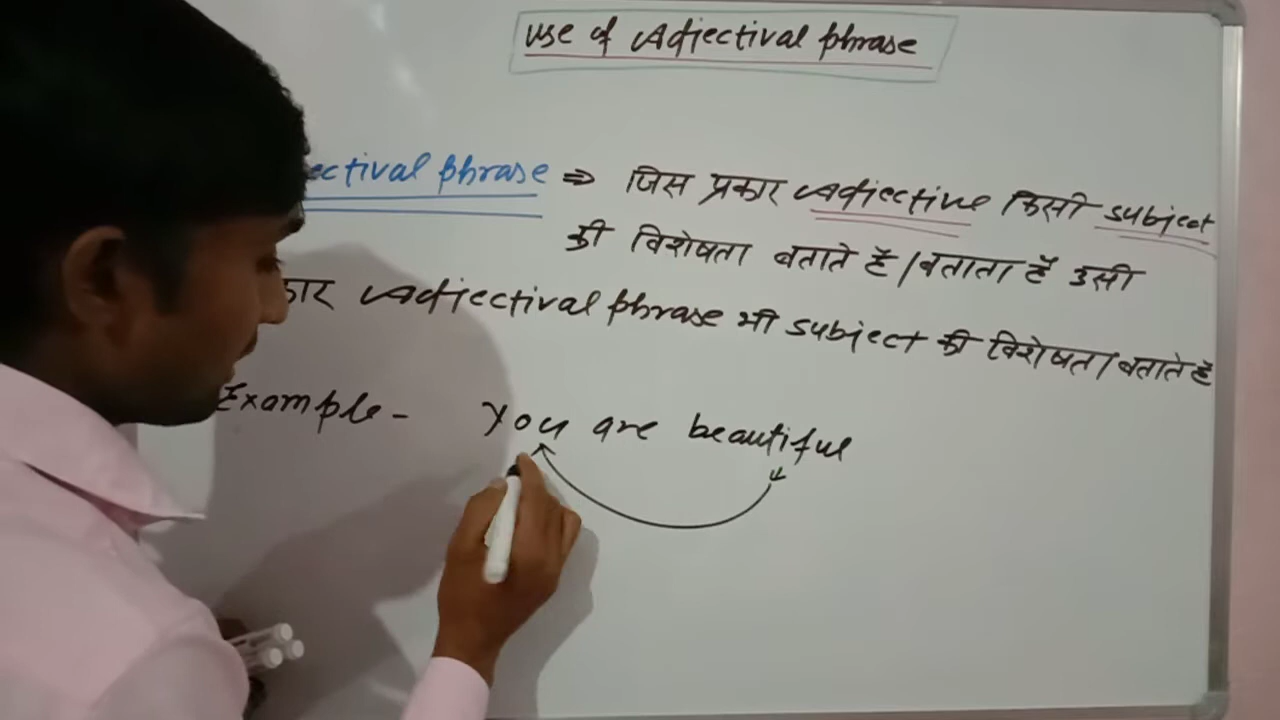 Use of Adjectival Phrase
ectival phrase ⇒ जिस प्रकार Adjective किसी subject
की विशेषता बताते हैं/बताता हैं उसी
कार Adjectival phrase भी subject की विशेषता/बताते हैं
Example - You are beautiful